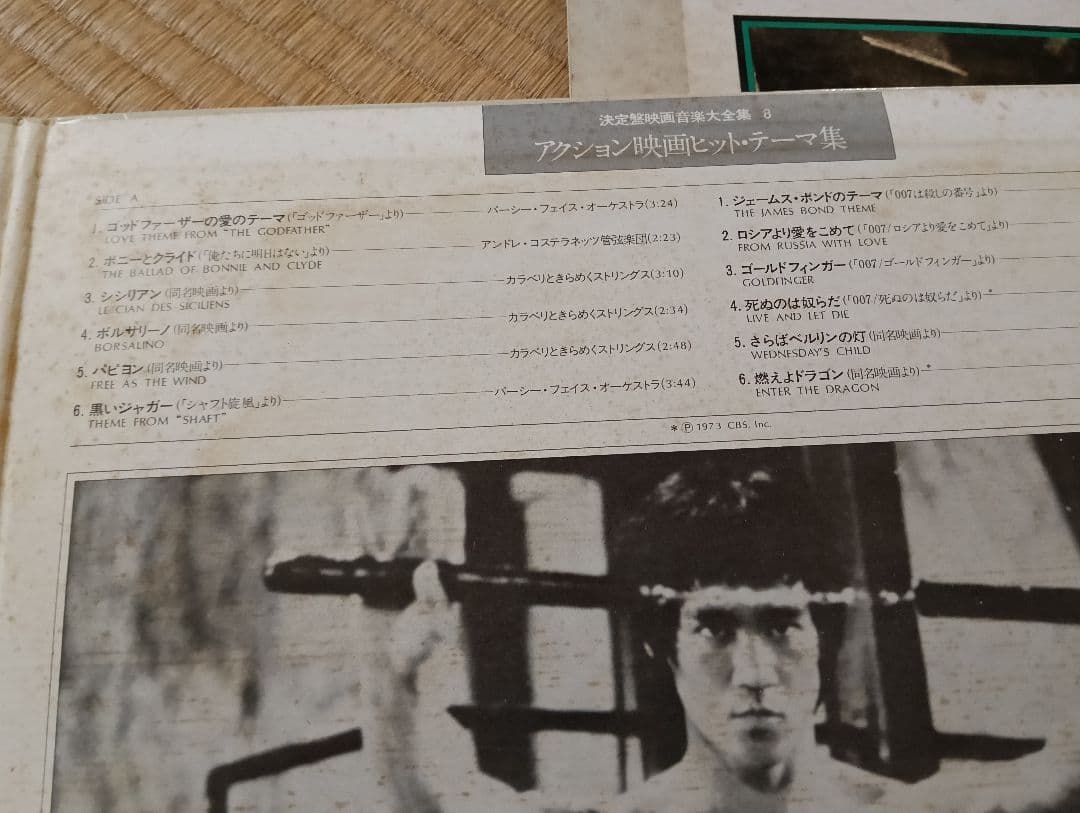 決定盤映画音楽大全集 8
アクション映画ヒット・テーマ集
SIDE A
1. ゴッドファーザーの愛のテーマ(「ゴッドファーザー」より) パーシー・フェイス・オーケストラ(3:24)
LOVE THEME FROM "THE GODFATHER"
2. ボニーとクライド(「俺たちに明日はない」より) アンドレ・コステラネッツ管弦楽団(2:23)
THE BALLAD OF BONNIE AND CLYDE
3. シシリアン(同名映画より) カラベリときらめくストリングス(3:10)
LE CIAN DES SICILIENS
4. ボルサリーノ(同名映画より) カラベリときらめくストリングス(2:34)
BORSALINO
5. パピヨン(同名映画より) カラベリときらめくストリングス(2:48)
FREE AS THE WIND
6. 黒いジャガー(「シャフト旋風」より) パーシー・フェイス・オーケストラ(3:44)
THEME FROM "SHAFT"
1. ジェームス・ボンドのテーマ(「007は殺しの番号」より)
THE JAMES BOND THEME
2. ロシアより愛をこめて(「007/ロシアより愛をこめて」より)
FROM RUSSIA WITH LOVE
3. ゴールドフィンガー(「007/ゴールドフィンガー」より)
GOLDFINGER
4. 死ぬのは奴らだ(「007/死ぬのは奴らだ」より)*
LIVE AND LET DIE
5. さらばベルリンの灯(同名映画より)
WEDNESDAY'S CHILD
6. 燃えよドラゴン(同名映画より)*
ENTER THE DRAGON
*Ⓟ1973 CBS, Inc.